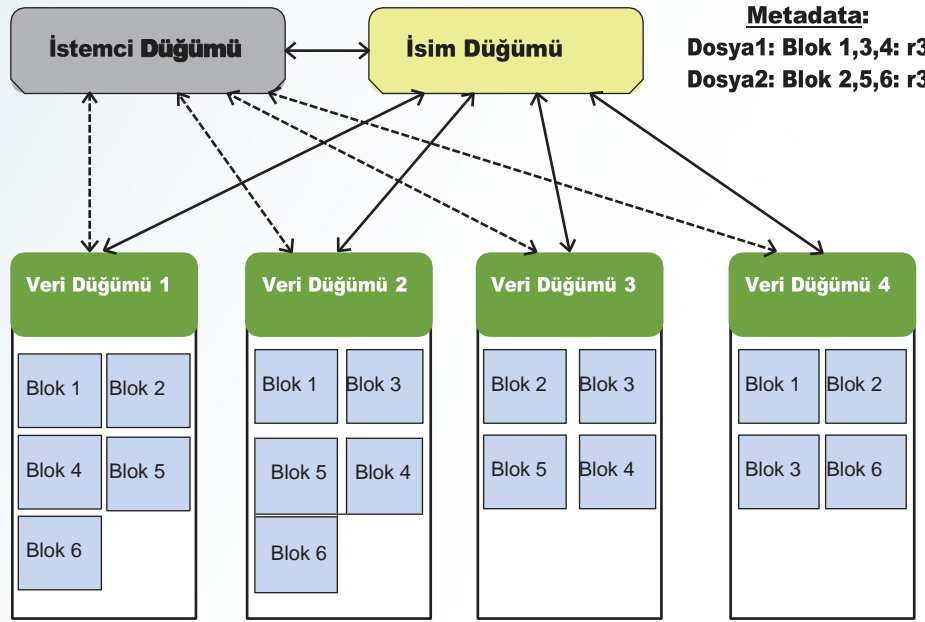 İstemci Düğümü
İsim Düğümü
Metadata:
Dosya1: Blok 1,3,4: r3
Dosya2: Blok 2,5,6: r3
Veri Düğümü 1
Veri Düğümü 2
Veri Düğümü 3
Veri Düğümü 4
Blok 1
Blok 2
Blok 4
Blok 5
Blok 6
Blok 1
Blok 3
Blok 5
Blok 4
Blok 6
Blok 2
Blok 3
Blok 5
Blok 4
Blok 1
Blok 2
Blok 3
Blok 6